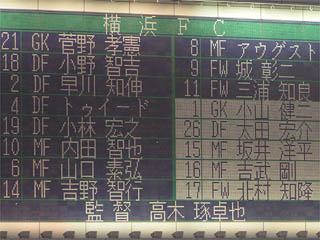 横浜FC
21 GK 菅野 孝憲
18 DF 小野 智吉
2 DF 早川 知伸
4 DF トゥイード
19 DF 小林 宏之
10 MF 内田 智也
6 MF 山口 素弘
14 MF 吉野 智行
8 MF アウグスト
9 FW 城 彰二
11 FW 三浦 知良
1 GK 小山 健二
26 DF 太田 宏介
15 MF 坂井 洋平
16 MF 吉武 剛
17 FW 北村 知隆
監督 高木 琢也